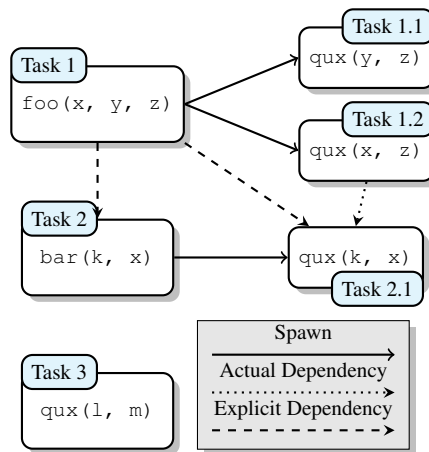 Task 1.1
qux(y, z)
Task 1
foo(x, y, z)
Task 1.2
qux(x, z)
Task 2
bar(k, x)
qux(k, x)
Task 2.1
Task 3
qux(l, m)
Spawn
Actual Dependency
Explicit Dependency